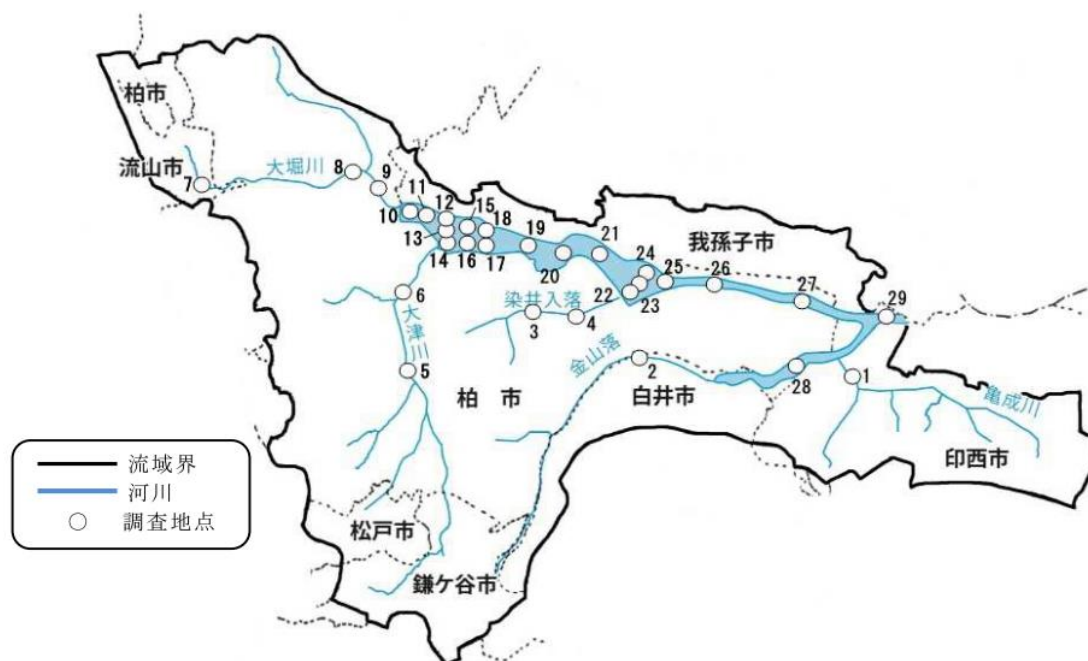 柏市
流山市
7
大堀川
8
9
10
11
12
13
14
15
16
17
18
19
20
21
22
23
24
25
26
27
28
29
我孫子市
染井入落
3
4
6
大津川
5
金山落
2
柏 市
白井市
1
亀成川
印西市
松戸市
鎌ケ谷市
流域界
河川
調査地点